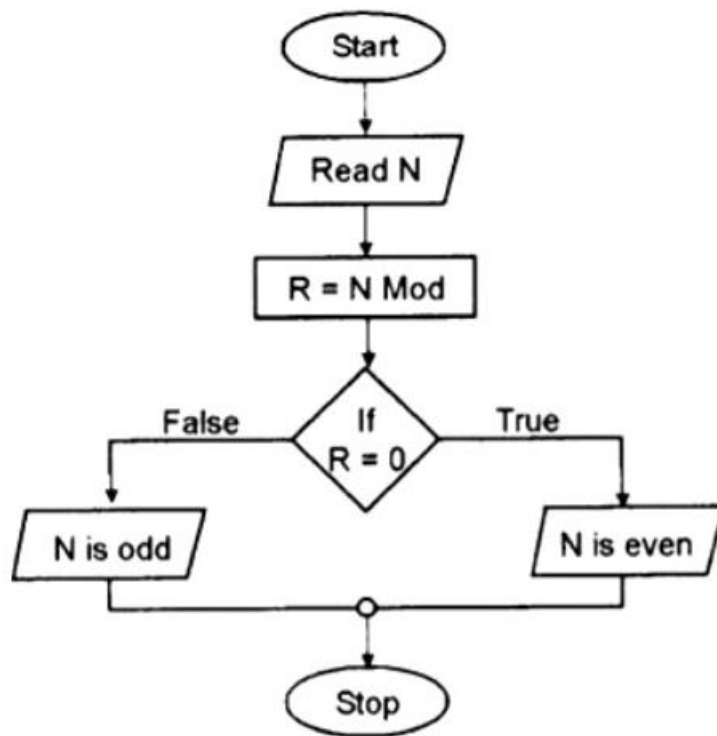 Start
Read N
R = N Mod
If
R = 0
False
True
N is odd
N is even
Stop